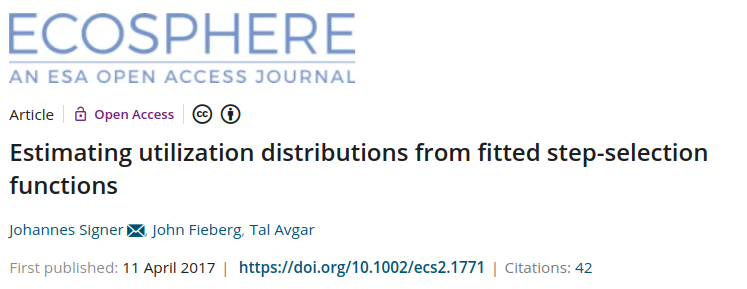 ECOSPHERE
AN ESA OPEN ACCESS JOURNAL
Article | Open Access | cc
Estimating utilization distributions from fitted step-selection
functions
Johannes Signer, John Fieberg, Tal Avgar
First published: 11 April 2017 | https://doi.org/10.1002/ecs2.1771 | Citations: 42